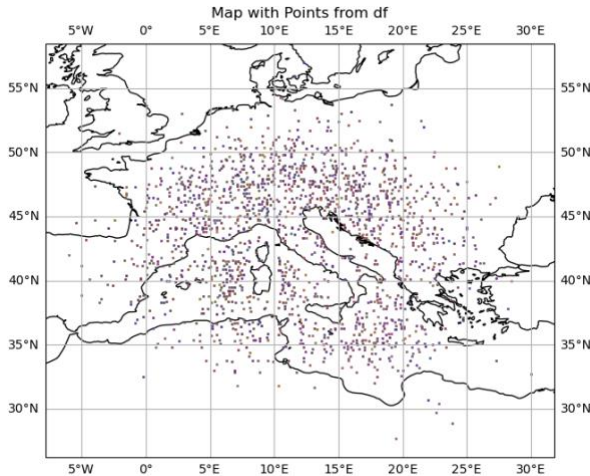 Map with Points from df
5°W 0° 5°E 10°E 15°E 20°E 25°E 30°E
55°N 55°N
50°N 50°N
45°N 45°N
40°N 40°N
35°N 35°N
30°N 30°N
5°W 0° 5°E 10°E 15°E 20°E 25°E 30°E